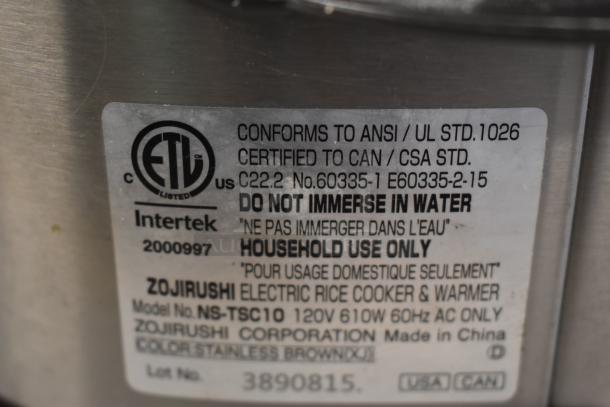 CONFORMS TO ANSI / UL STD.1026
CERTIFIED TO CAN / CSA STD.
C22.2 No.60335-1 E60335-2-15
ETL
CM
LISTED
C US
DO NOT IMMERSE IN WATER
Intertek
"NE PAS IMMERGER DANS L'EAU"
2000997
HOUSEHOLD USE ONLY
"POUR USAGE DOMESTIQUE SEULEMENT"
ZOJIRUSHI ELECTRIC RICE COOKER & WARMER
Model No. NS-TSC10 120V 610W 60Hz AC ONLY
ZOJIRUSHI CORPORATION Made in China
COLOR:STAINLESS BROWN(XJ) D
Lot No. 3890815. USA CAN